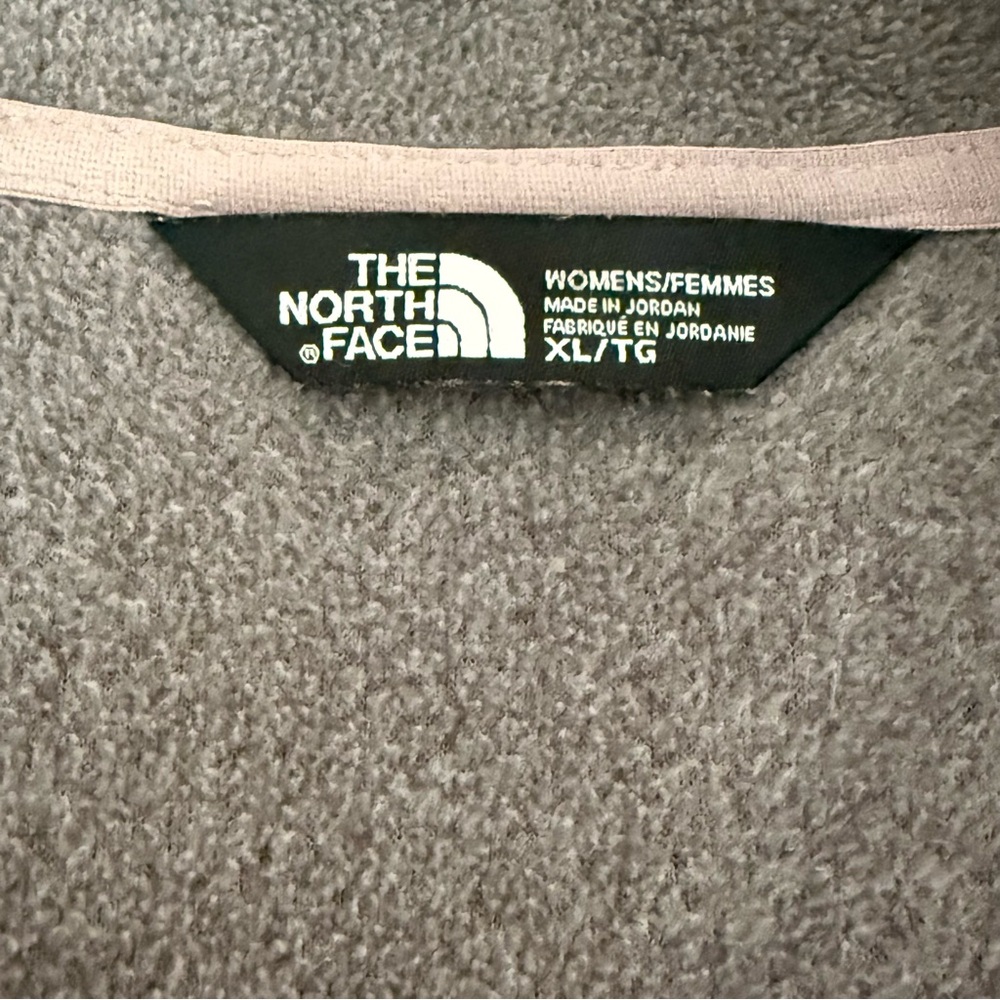 THE
NORTH
®FACE
WOMENS/FEMMES
MADE IN JORDAN
FABRIQUÉ EN JORDANIE
XL/TG